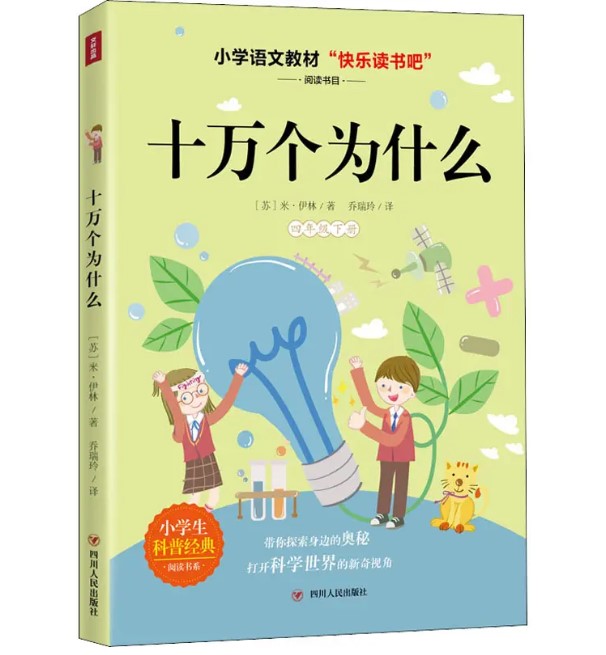 小学语文教材“快乐读书吧”
阅读书目
十万个为什么
［苏］米·伊林／著 乔瑞玲／译
四年级下册
Fighting
小学生
科普经典
·阅读书系·
带你探索身边的奥秘
打开科学世界的新奇视角
四川人民出版社
十万个为什么
［苏］米·伊林／著 乔瑞玲／译
四川人民出版社